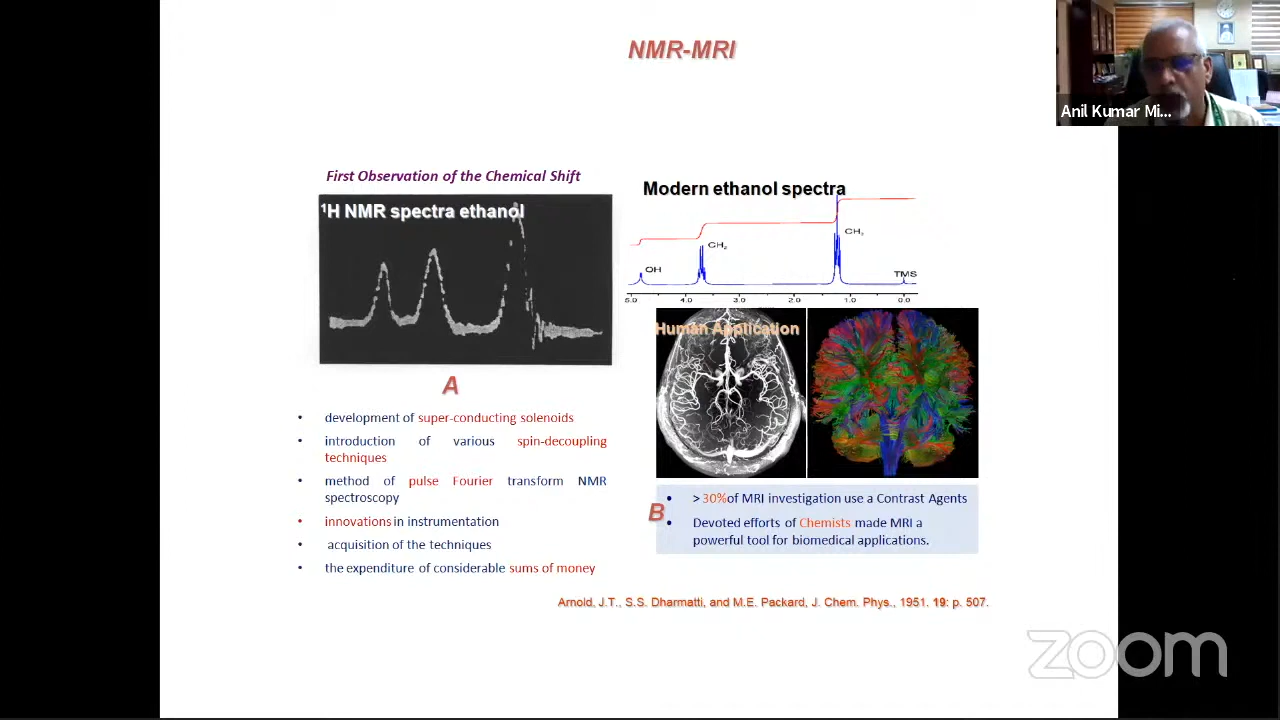 NMR-MRI
Anil Kumar Mi...
First Observation of the Chemical Shift
¹H NMR spectra ethanol
Modern ethanol spectra
OH
CH₂
CH₃
TMS
5.0 4.0 3.0 2.0 1.0 0.0
Human Application
A
• development of super-conducting solenoids
• introduction of various spin-decoupling
techniques
• method of pulse Fourier transform NMR
spectroscopy
• innovations in instrumentation
• acquisition of the techniques
• the expenditure of considerable sums of money
B
• > 30%of MRI investigation use a Contrast Agents
• Devoted efforts of Chemists made MRI a
powerful tool for biomedical applications.
Arnold, J.T., S.S. Dharmatti, and M.E. Packard, J. Chem. Phys., 1951. 19: p. 507.
zoom